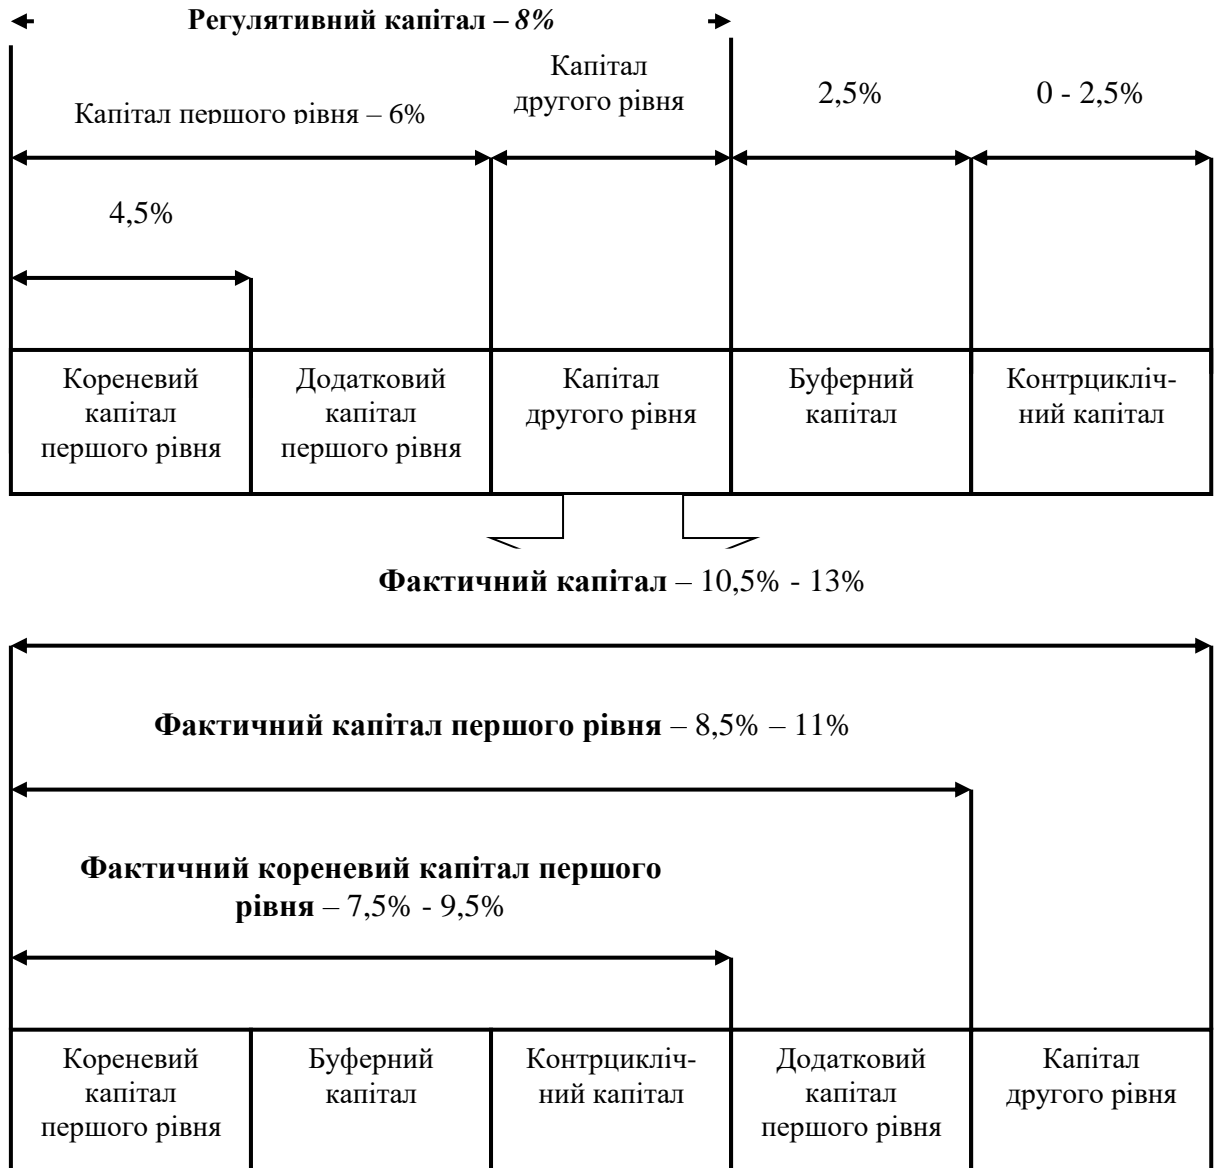 Регулятивний капітал – 8%
Капітал
другого рівня
2,5%
0 - 2,5%
Капітал першого рівня – 6%
4,5%
Кореневий
капітал
першого рівня
Додатковий
капітал
першого рівня
Капітал
другого рівня
Буферний
капітал
Контрцикліч-
ний капітал
Фактичний капітал – 10,5% - 13%
Фактичний капітал першого рівня – 8,5% – 11%
Фактичний кореневий капітал першого
рівня – 7,5% - 9,5%
Кореневий
капітал
першого рівня
Буферний
капітал
Контрцикліч-
ний капітал
Додатковий
капітал
першого рівня
Капітал
другого рівня